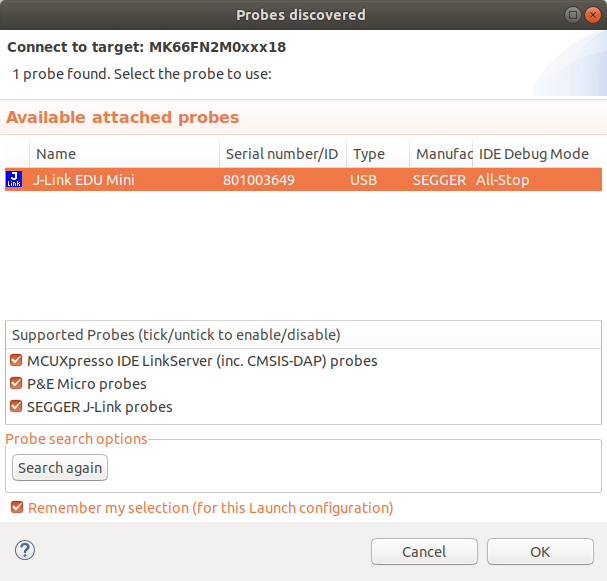 Probes discovered
Connect to target: MK66FN2M0xxx18
1 probe found. Select the probe to use:
Available attached probes
Name Serial number/ID Type Manufac IDE Debug Mode
J Link J-Link EDU Mini 801003649 USB SEGGER All-Stop
Supported Probes (tick/untick to enable/disable)
MCUXpresso IDE LinkServer (inc. CMSIS-DAP) probes
P&E Micro probes
SEGGER J-Link probes
Probe search options
Search again
Remember my selection (for this Launch configuration)
? Cancel OK